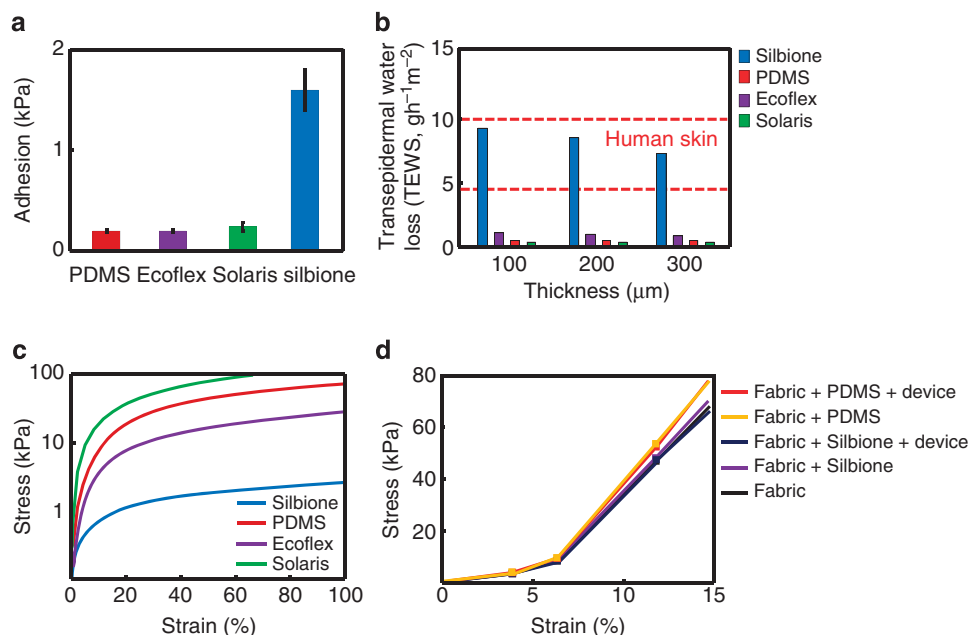 a
2
1
0
Adhesion (kPa)
PDMS Ecoflex Solaris silbione
b
15
10
5
0
Transepidermal water
loss (TEWS, gh⁻¹m⁻²)
Human skin
100 200 300
Thickness (μm)
Silbione
PDMS
Ecoflex
Solaris
c
100
10
1
Stress (kPa)
0 20 40 60 80 100
Strain (%)
Silbione
PDMS
Ecoflex
Solaris
d
80
60
40
20
Stress (kPa)
0 5 10 15
Strain (%)
Fabric + PDMS + device
Fabric + PDMS
Fabric + Silbione + device
Fabric + Silbione
Fabric